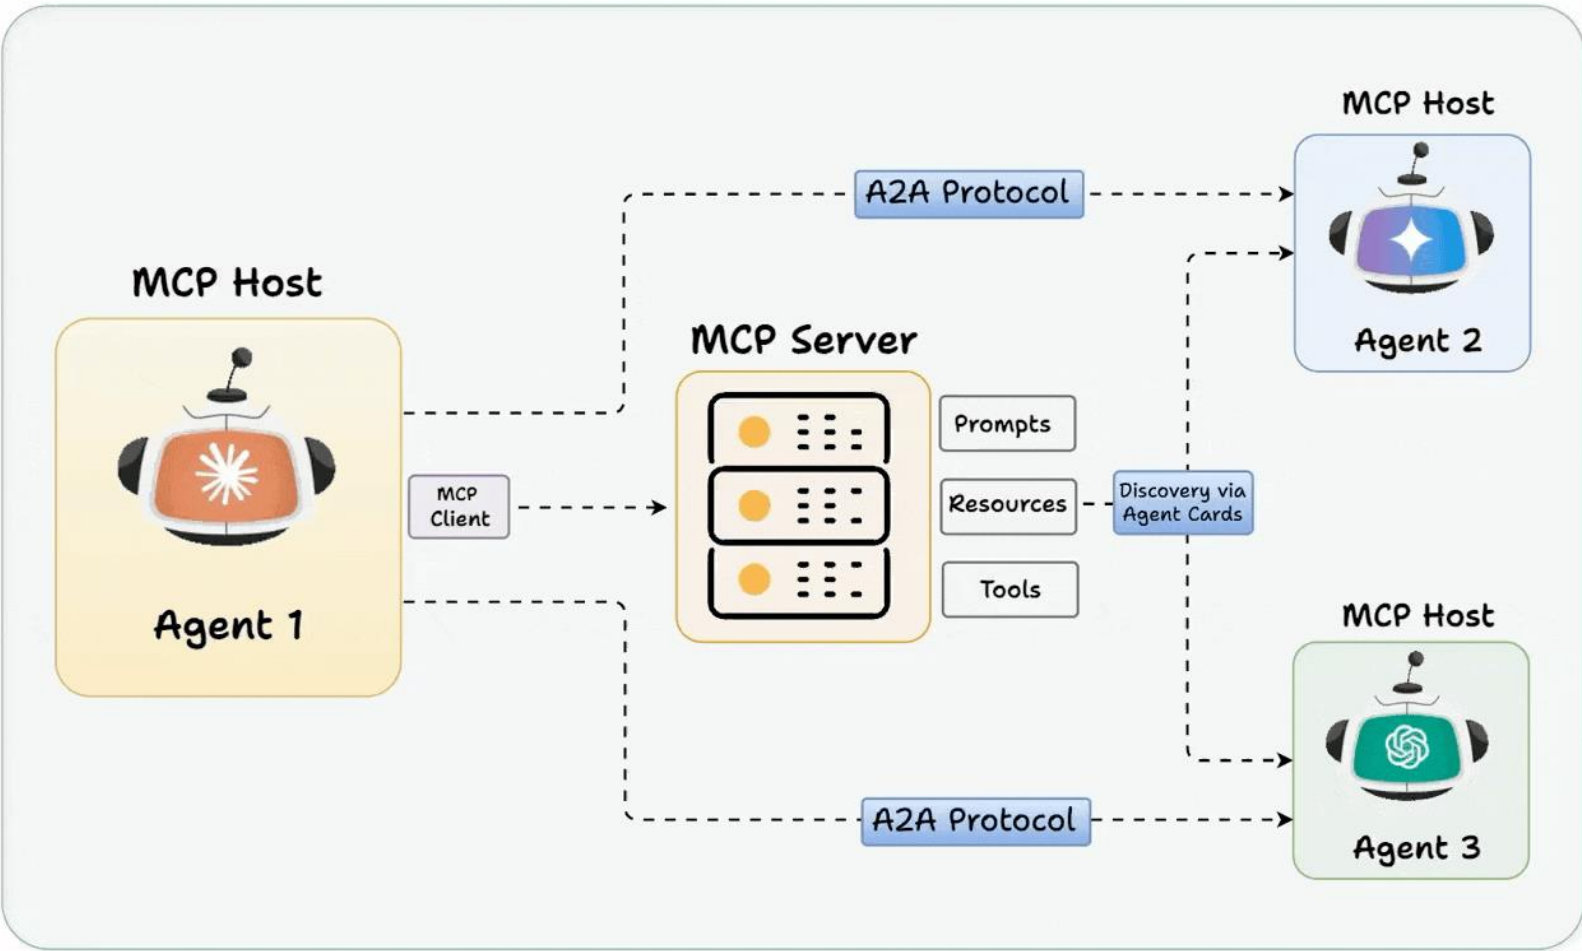 MCP Host
A2A Protocol
MCP Host
MCP Server
Agent 2
Prompts
MCP
Client
Resources
Discovery via
Agent Cards
Tools
Agent 1
MCP Host
A2A Protocol
Agent 3